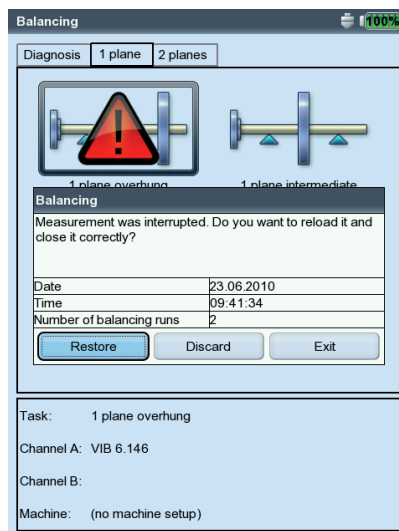 Balancing
100%
Diagnosis 1 plane 2 planes
1 plane overhung 1 plane intermediate
Balancing
Measurement was interrupted. Do you want to reload it and
close it correctly?
Date 23.06.2010
Time 09:41:34
Number of balancing runs 2
Restore Discard Exit
Task: 1 plane overhung
Channel A: VIB 6.146
Channel B:
Machine: (no machine setup)